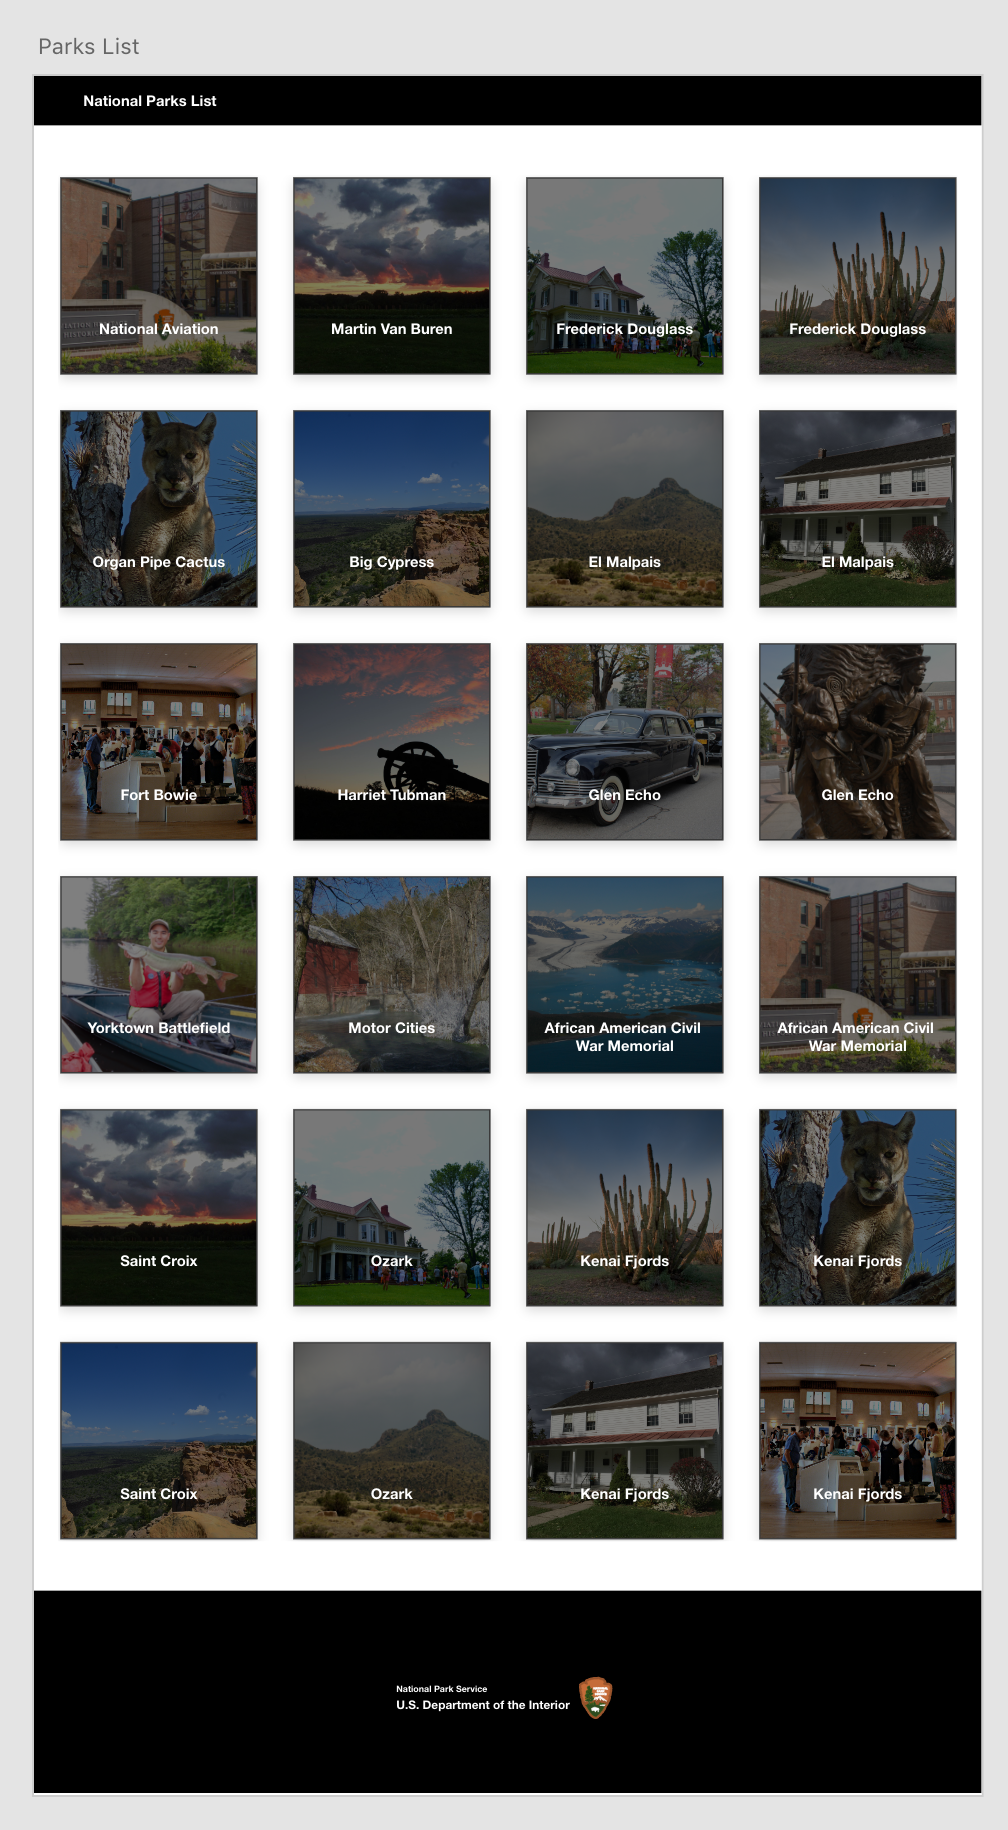 Parks List
National Parks List
National Aviation
Martin Van Buren
Frederick Douglass
Frederick Douglass
Organ Pipe Cactus
Big Cypress
El Malpais
El Malpais
Fort Bowie
Harriet Tubman
Glen Echo
Glen Echo
Yorktown Battlefield
Motor Cities
African American Civil
War Memorial
African American Civil
War Memorial
Saint Croix
Ozark
Kenai Fjords
Kenai Fjords
Saint Croix
Ozark
Kenai Fjords
Kenai Fjords
National Park Service
U.S. Department of the Interior